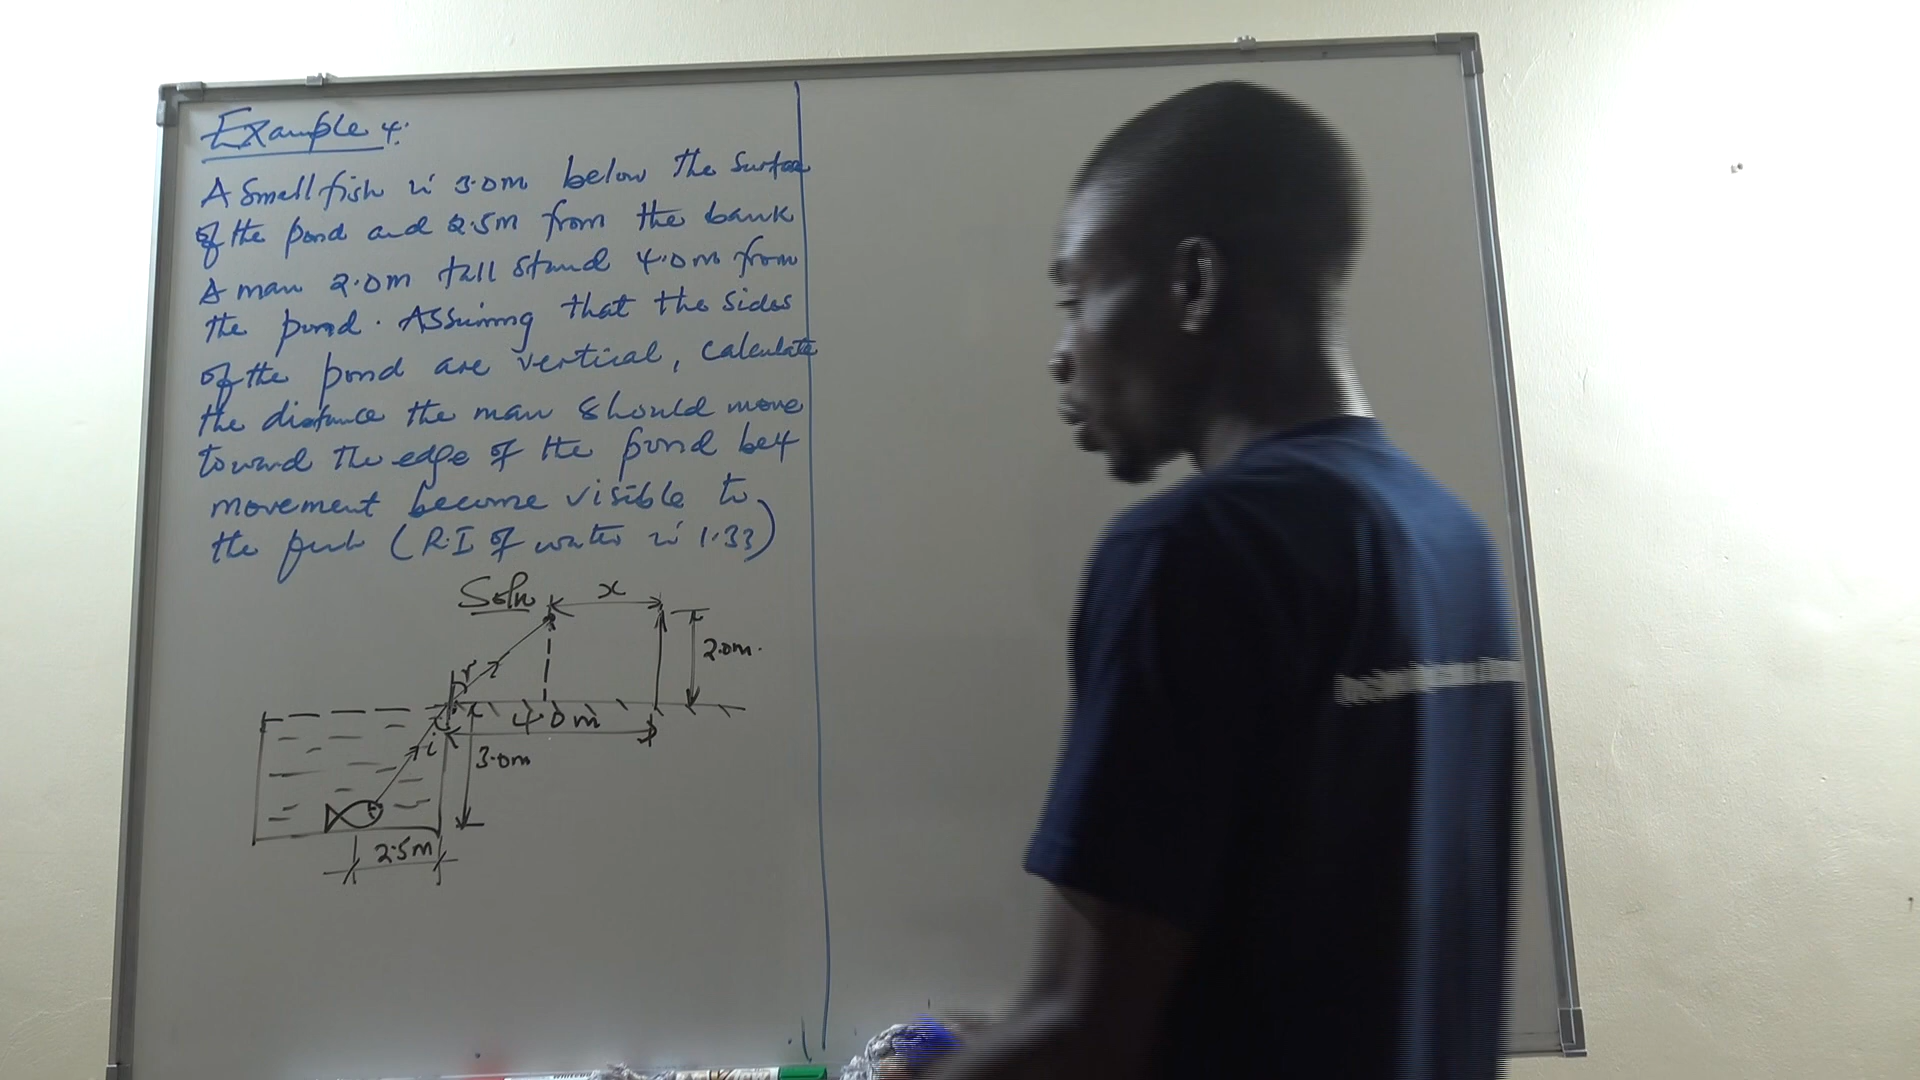 Example 4:
A Small fish is 3.0m below the surface
of the pond and 2.5m from the bank
A man 2.0m tall stand 4.0m from
the pond. Assuming that the sides
of the pond are vertical, calculate
the distance the man should move
toward the edge of the pond bef
movement become visible to
the fish (R.I of water is 1.33)
Soln
x
2.0m.
r
4.0m
i
3.0m
2.5m